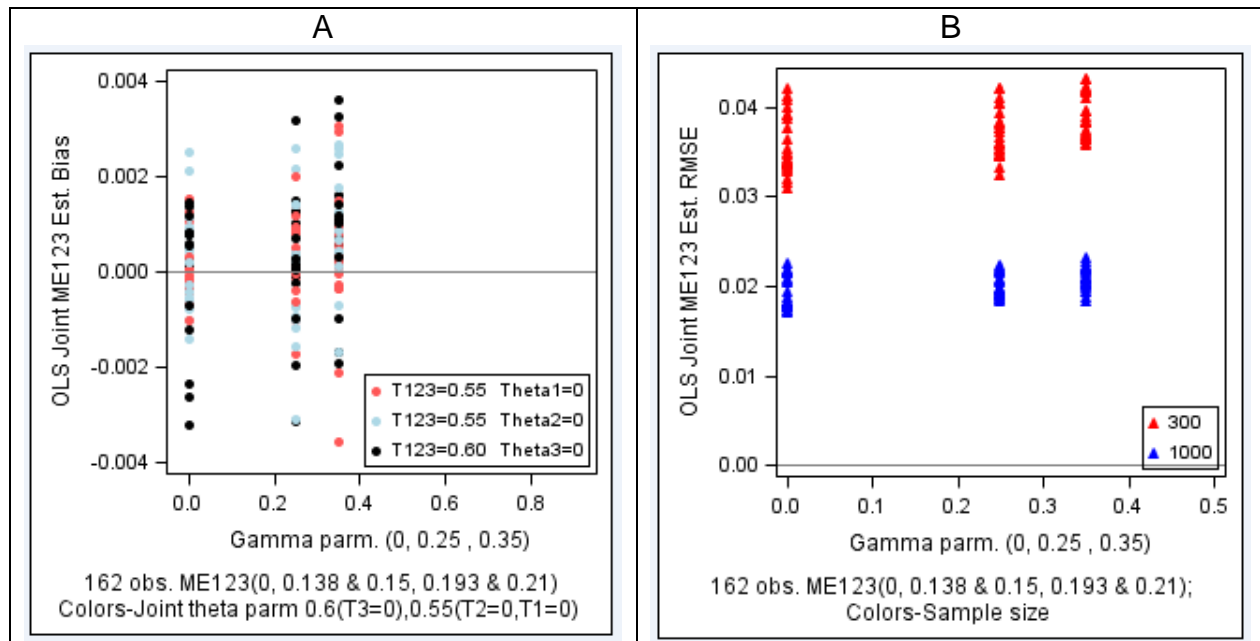 A
OLS Joint ME123 Est. Bias
0.004
0.002
0.000
-0.002
-0.004
T123=0.55 Theta1=0
T123=0.55 Theta2=0
T123=0.60 Theta3=0
0.0 0.2 0.4 0.6 0.8
Gamma parm. (0, 0.25 , 0.35)
162 obs. ME123(0, 0.138 & 0.15, 0.193 & 0.21)
Colors-Joint theta parm 0.6(T3=0),0.55(T2=0,T1=0)
B
OLS Joint ME123 Est. RMSE
0.04
0.03
0.02
0.01
0.00
300
1000
0.0 0.1 0.2 0.3 0.4 0.5
Gamma parm. (0, 0.25 , 0.35)
162 obs. ME123(0, 0.138 & 0.15, 0.193 & 0.21);
Colors-Sample size